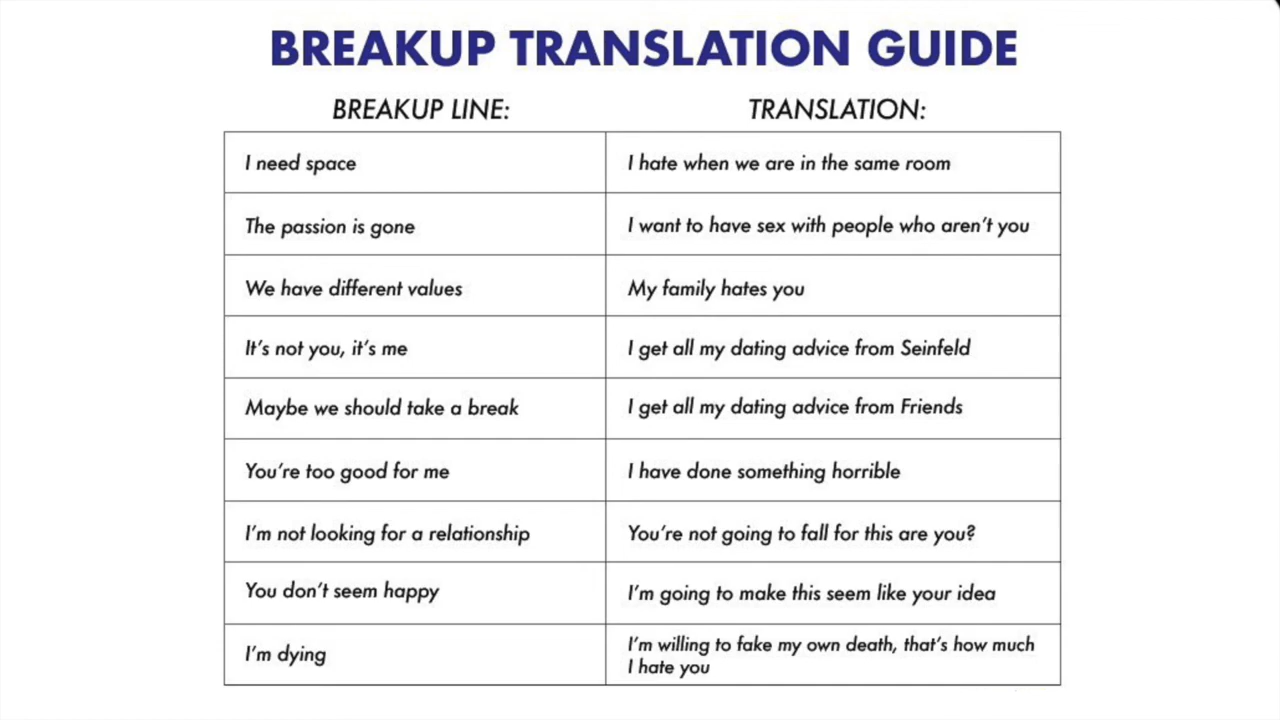 BREAKUP TRANSLATION GUIDE
BREAKUP LINE: TRANSLATION:
I need space I hate when we are in the same room
The passion is gone I want to have sex with people who aren't you
We have different values My family hates you
It's not you, it's me I get all my dating advice from Seinfeld
Maybe we should take a break I get all my dating advice from Friends
You're too good for me I have done something horrible
I'm not looking for a relationship You're not going to fall for this are you?
You don't seem happy I'm going to make this seem like your idea
I'm dying I'm willing to fake my own death, that's how much
I hate you